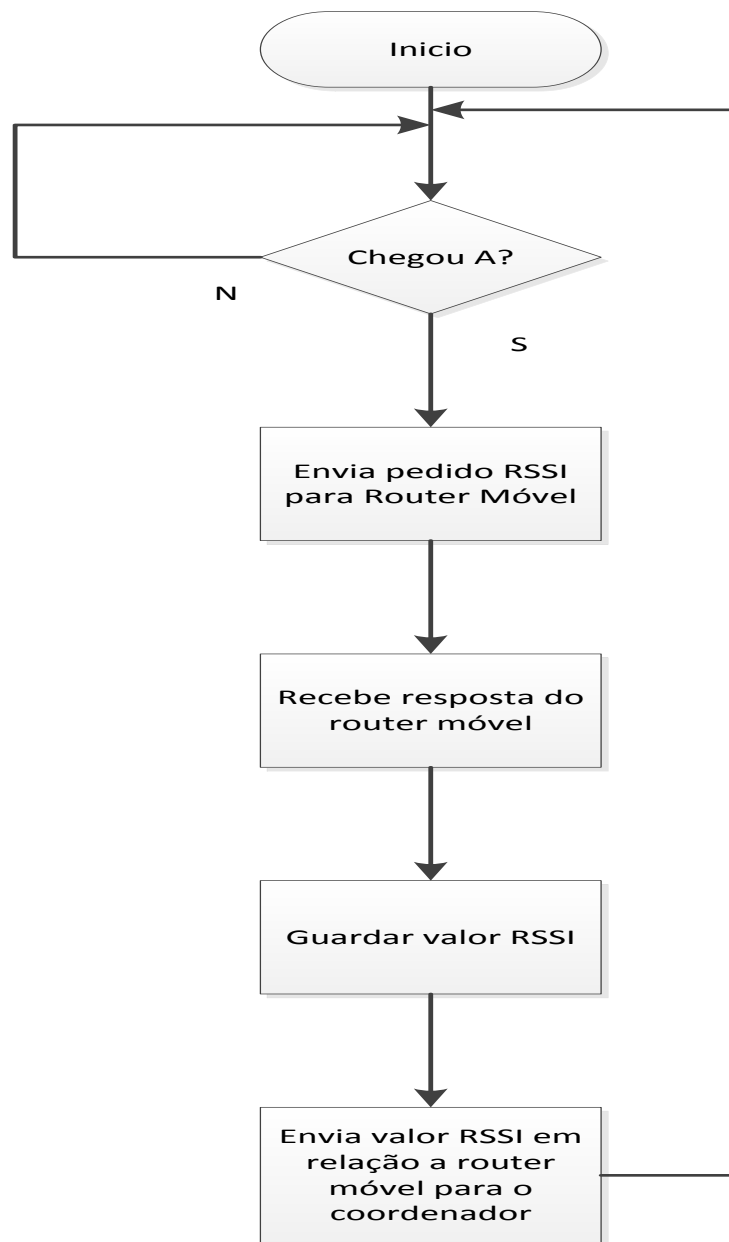 Inicio
Chegou A?
N
S
Envia pedido RSSI
para Router Móvel
Recebe resposta do
router móvel
Guardar valor RSSI
Envia valor RSSI em
relação a router
móvel para o
coordenador